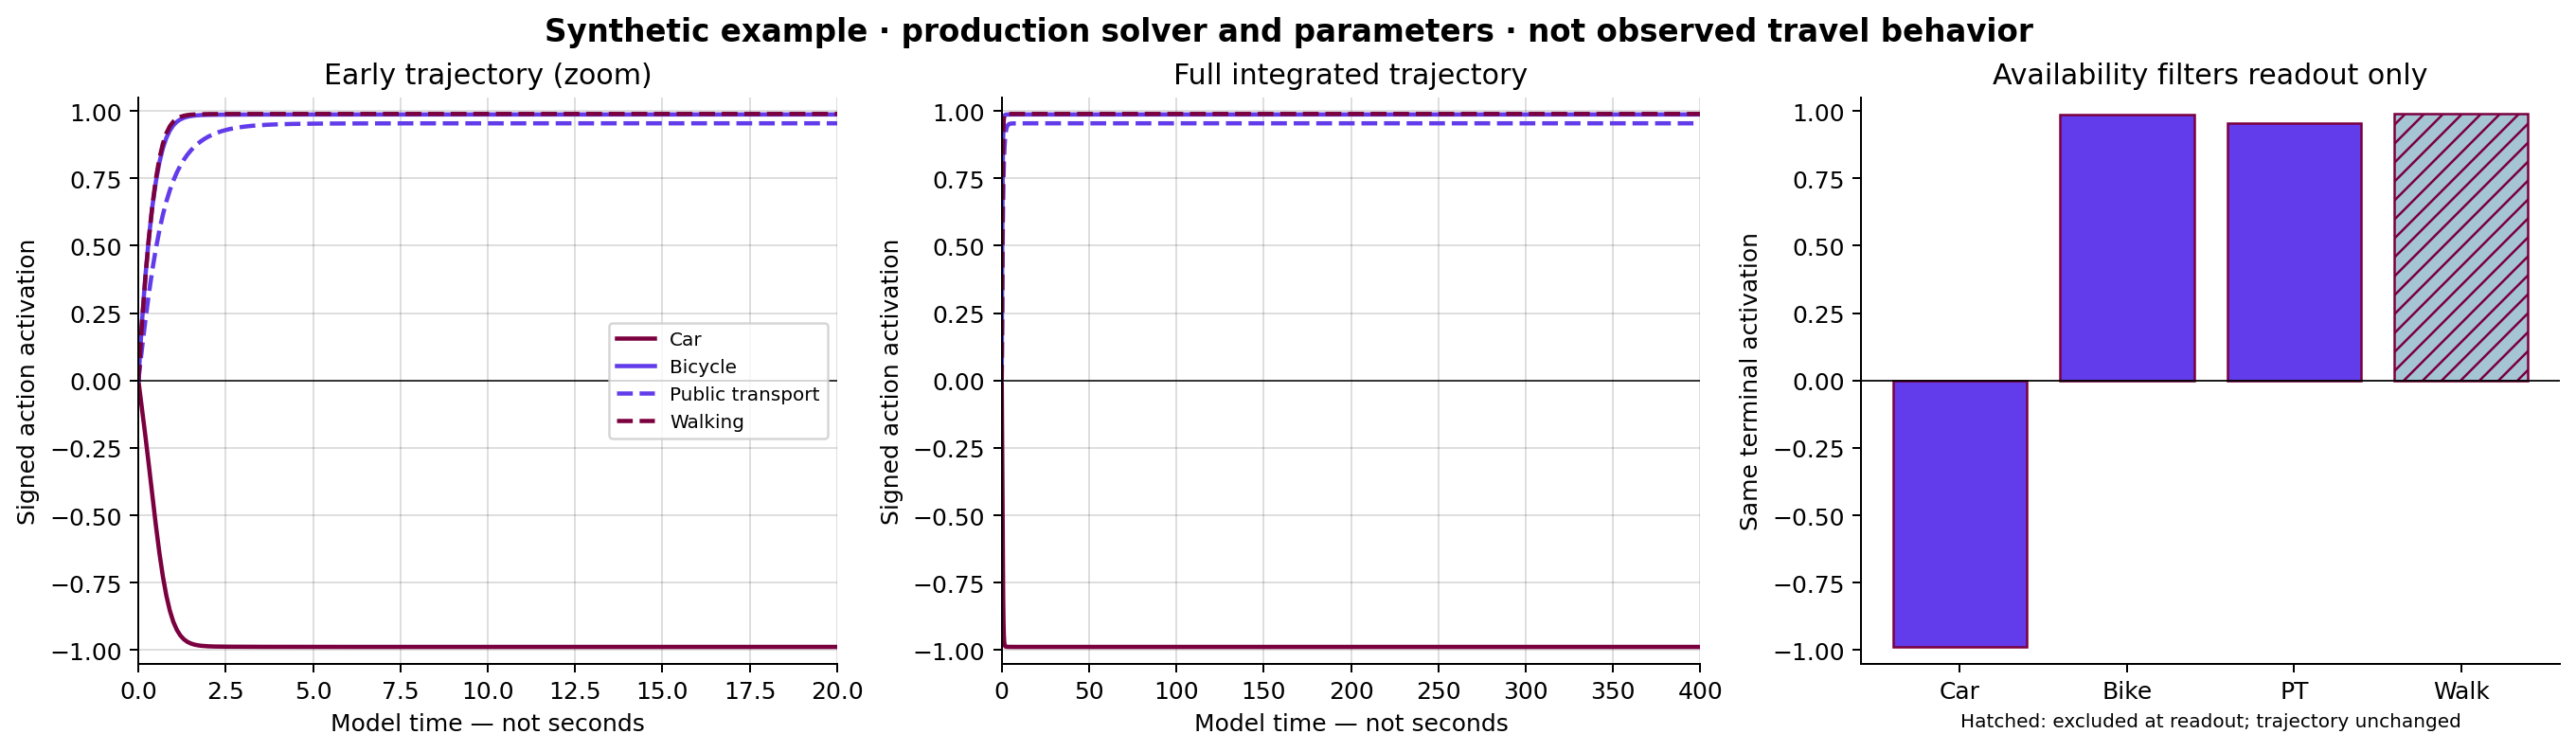 Synthetic example · production solver and parameters · not observed travel behavior
Early trajectory (zoom)
Signed action activation
1.00
0.75
0.50
0.25
0.00
−0.25
−0.50
−0.75
−1.00
Car
Bicycle
Public transport
Walking
0.0 2.5 5.0 7.5 10.0 12.5 15.0 17.5 20.0
Model time — not seconds
Full integrated trajectory
Signed action activation
1.00
0.75
0.50
0.25
0.00
−0.25
−0.50
−0.75
−1.00
0 50 100 150 200 250 300 350 400
Model time — not seconds
Availability filters readout only
Same terminal activation
1.00
0.75
0.50
0.25
0.00
−0.25
−0.50
−0.75
−1.00
Car Bike PT Walk
Hatched: excluded at readout; trajectory unchanged